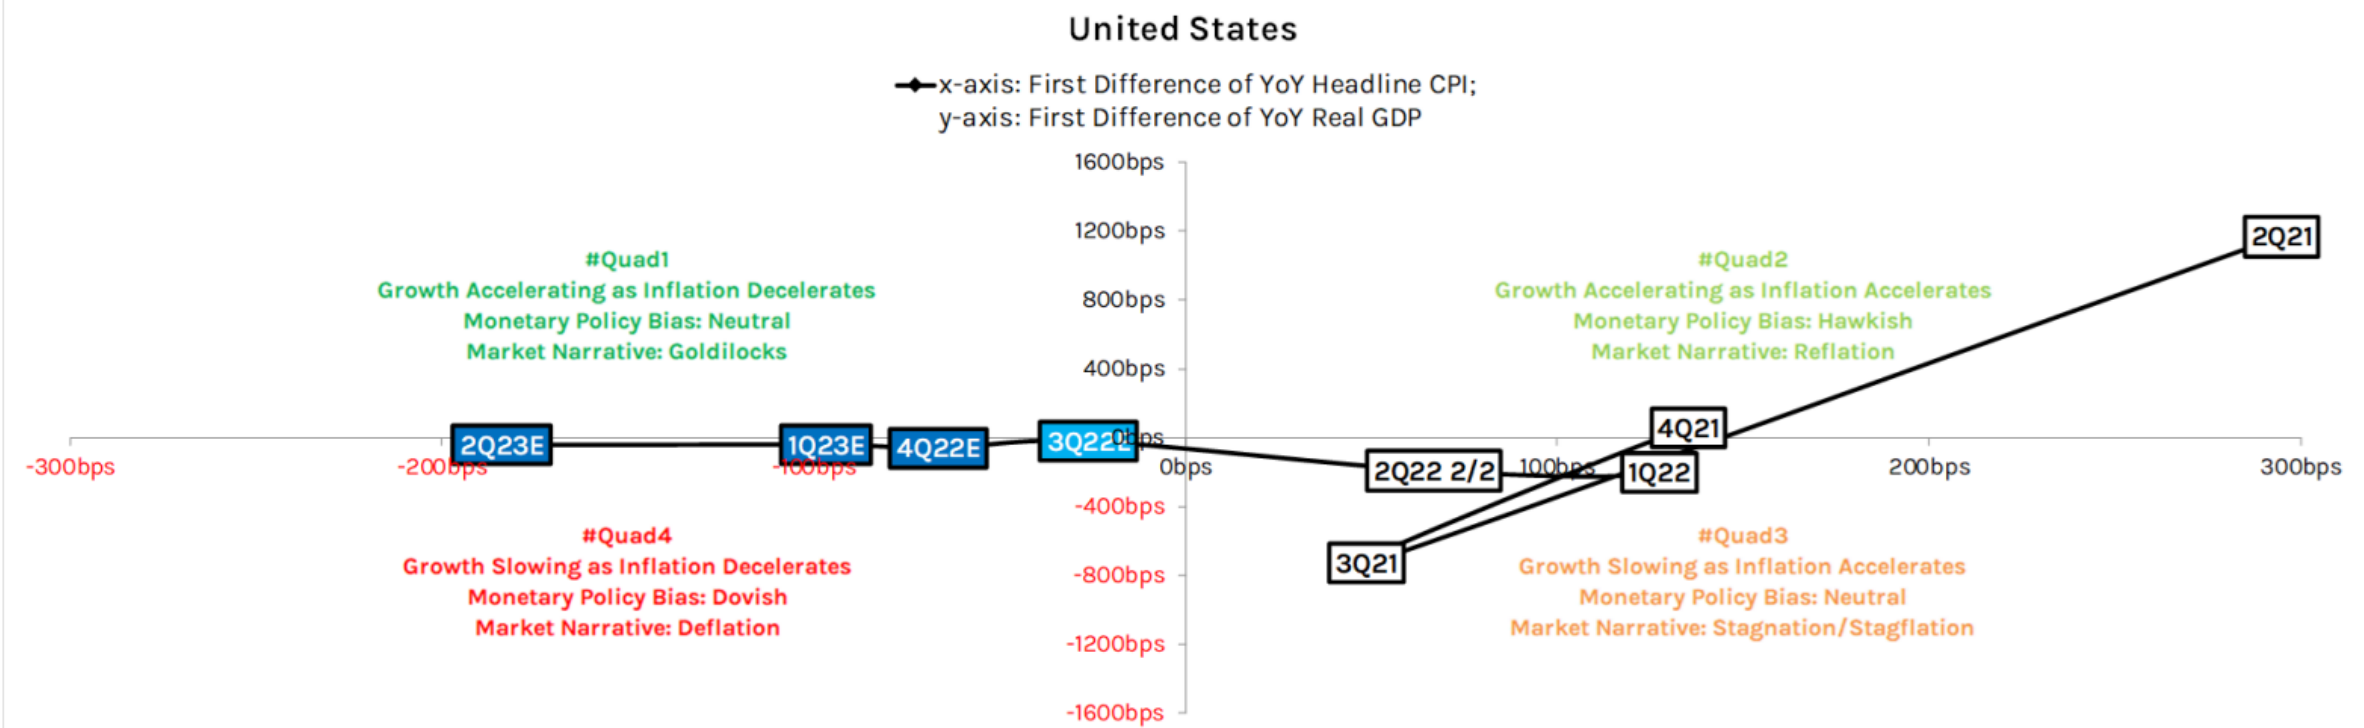 United States
x-axis: First Difference of YoY Headline CPI;
y-axis: First Difference of YoY Real GDP
1600bps
1200bps
2Q21
#Quad1
Growth Accelerating as Inflation Decelerates
Monetary Policy Bias: Neutral
Market Narrative: Goldilocks
#Quad2
Growth Accelerating as Inflation Accelerates
Monetary Policy Bias: Hawkish
Market Narrative: Reflation
800bps
400bps
4Q21
2Q23E
1Q23E
4Q22E
3Q22E
0bps
2Q22 2/2
1Q22
-300bps
-200bps
-100bps
0bps
100bps
200bps
300bps
-400bps
3Q21
#Quad4
Growth Slowing as Inflation Decelerates
Monetary Policy Bias: Dovish
Market Narrative: Deflation
#Quad3
Growth Slowing as Inflation Accelerates
Monetary Policy Bias: Neutral
Market Narrative: Stagnation/Stagflation
-800bps
-1200bps
-1600bps